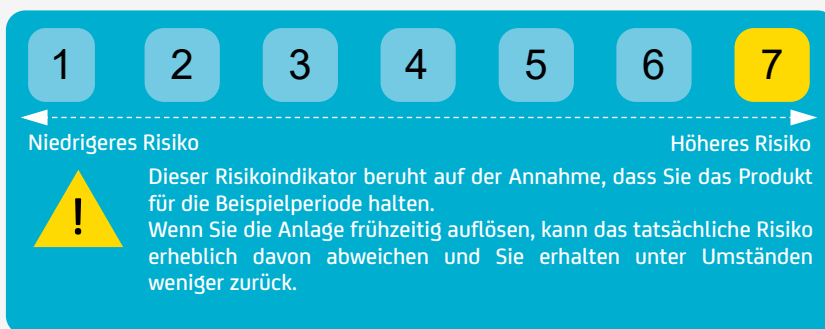 1 2 3 4 5 6 7
Niedrigeres Risiko Höheres Risiko
! Dieser Risikoindikator beruht auf der Annahme, dass Sie das Produkt
für die Beispielperiode halten.
Wenn Sie die Anlage frühzeitig auflösen, kann das tatsächliche Risiko
erheblich davon abweichen und Sie erhalten unter Umständen
weniger zurück.